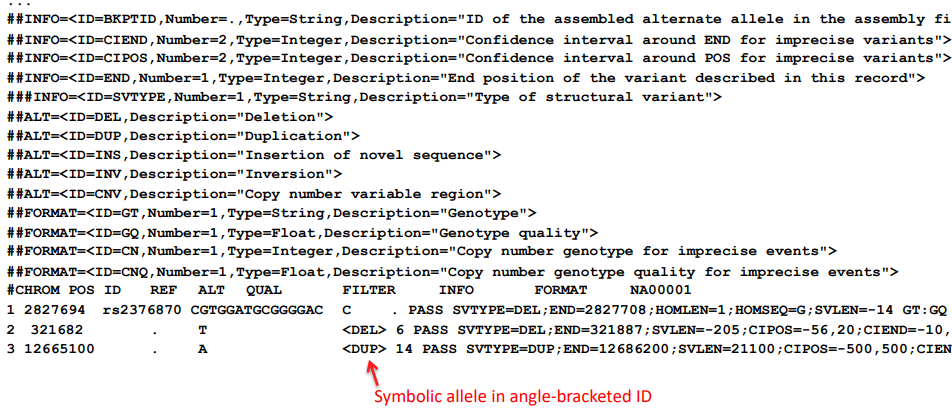 ...
##INFO=<ID=BKPTID,Number=.,Type=String,Description="ID of the assembled alternate allele in the assembly fi
##INFO=<ID=CIEND,Number=2,Type=Integer,Description="Confidence interval around END for imprecise variants">
##INFO=<ID=CIPOS,Number=2,Type=Integer,Description="Confidence interval around POS for imprecise variants">
##INFO=<ID=END,Number=1,Type=Integer,Description="End position of the variant described in this record">
###INFO=<ID=SVTYPE,Number=1,Type=String,Description="Type of structural variant">
##ALT=<ID=DEL,Description="Deletion">
##ALT=<ID=DUP,Description="Duplication">
##ALT=<ID=INS,Description="Insertion of novel sequence">
##ALT=<ID=INV,Description="Inversion">
##ALT=<ID=CNV,Description="Copy number variable region">
##FORMAT=<ID=GT,Number=1,Type=String,Description="Genotype">
##FORMAT=<ID=GQ,Number=1,Type=Float,Description="Genotype quality">
##FORMAT=<ID=CN,Number=1,Type=Integer,Description="Copy number genotype for imprecise events">
##FORMAT=<ID=CNQ,Number=1,Type=Float,Description="Copy number genotype quality for imprecise events">
#CHROM POS ID REF ALT QUAL FILTER INFO FORMAT NA00001
1 2827694 rs2376870 CGTGGATGCGGGGAC C . PASS SVTYPE=DEL;END=2827708;HOMLEN=1;HOMSEQ=G;SVLEN=-14 GT:GQ
2 321682 . T <DEL> 6 PASS SVTYPE=DEL;END=321887;SVLEN=-205;CIPOS=-56,20;CIEND=-10,
3 12665100 . A <DUP> 14 PASS SVTYPE=DUP;END=12686200;SVLEN=21100;CIPOS=-500,500;CIEN
Symbolic allele in angle-bracketed ID